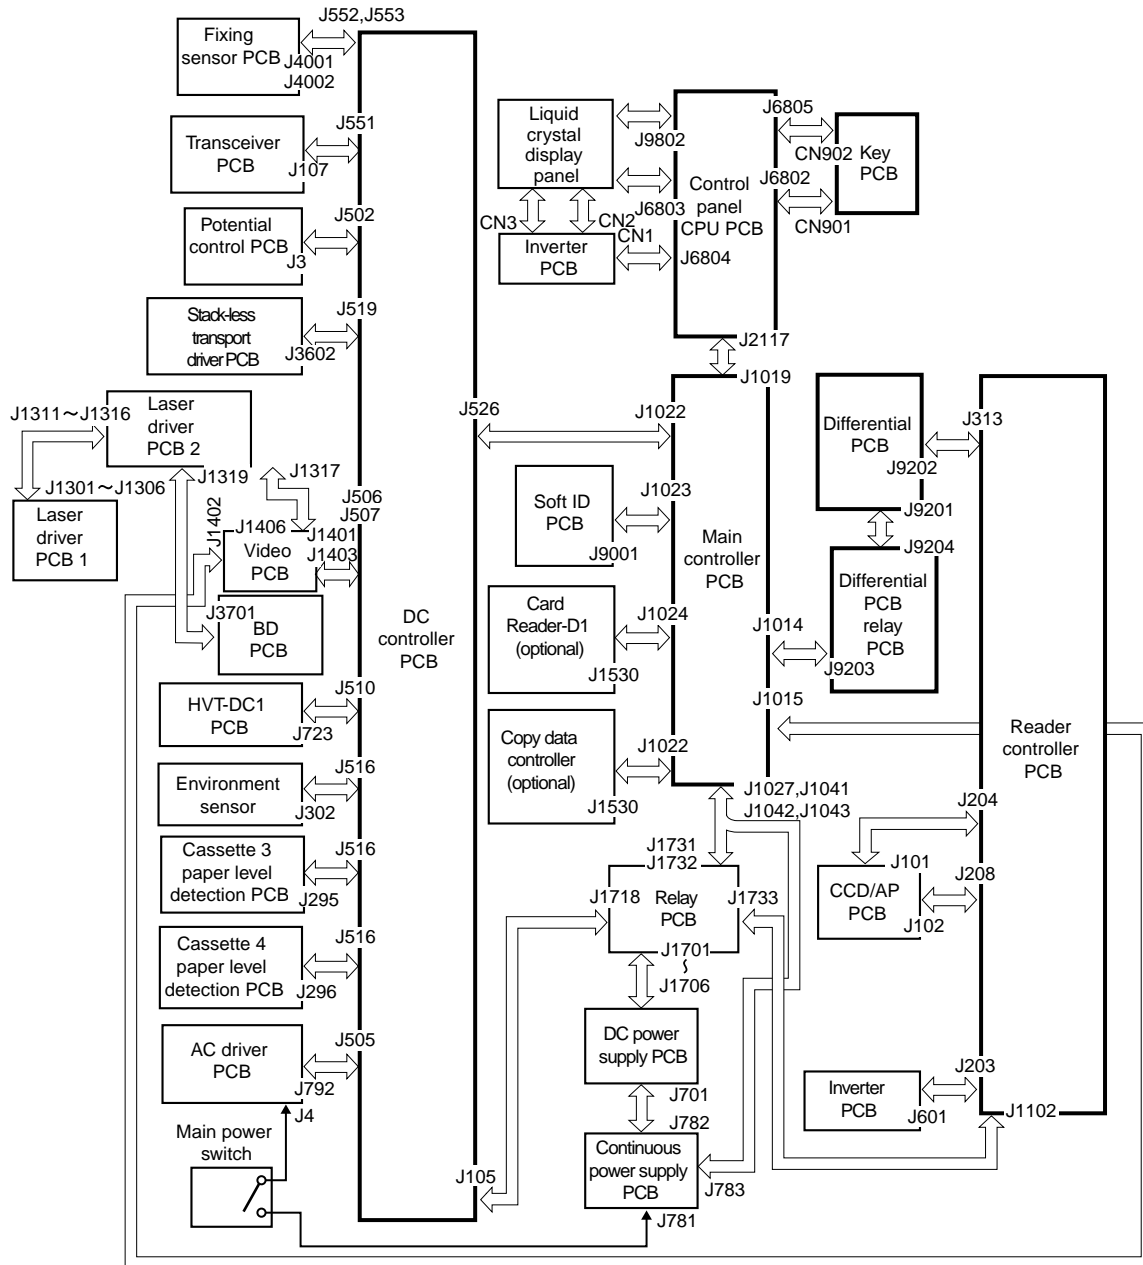 J552,J553
Fixing
sensor PCB
J4001
J4002
J551
Transceiver
PCB
J107
J502
Potential
control PCB
J3
J519
Stack-less
transport
driver PCB
J3602
J1311～J1316
Laser
driver
PCB 2
J1319
J1317
J1301～J1306
Laser
driver
PCB 1
J1402
J506
J507
J1406
J1401
Video
PCB
J1403
J3701
BD
PCB
J510
HVT-DC1
PCB
J723
J516
Environment
sensor
J302
J516
Cassette 3
paper level
detection PCB
J295
J516
Cassette 4
paper level
detection PCB
J296
J505
AC driver
PCB
J792
J4
Main power
switch
DC
controller
PCB
J526
J105
Liquid
crystal
display
panel
J9802
J6803
CN3
CN2
CN1
Inverter
PCB
J6804
Control
panel
CPU PCB
J6805
CN902
J6802
CN901
Key
PCB
J2117
J1019
J1022
J1023
Soft ID
PCB
J9001
Main
controller
PCB
J1024
Card
Reader-D1
(optional)
J1530
J1022
Copy data
controller
(optional)
J1530
J1014
J1015
J1027,J1041
J1042,J1043
Differential
PCB
J9202
J313
J9201
J9204
Differential
PCB
relay
PCB
J9203
Reader
controller
PCB
J204
J101
CCD/AP
PCB
J102
J208
J203
Inverter
PCB
J601
J1102
J1731
J1732
J1718
Relay
PCB
J1733
J1701
～
J1706
DC power
supply PCB
J701
J782
Continuous
power supply
PCB
J783
J781